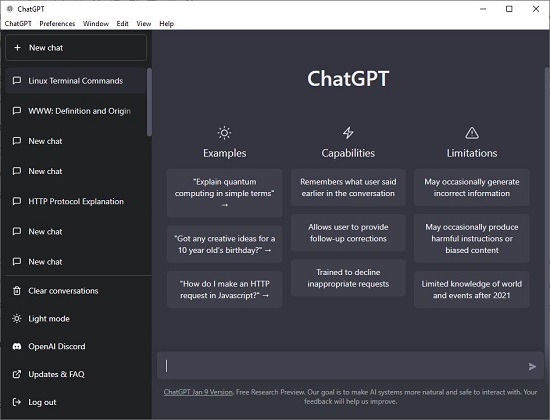 ChatGPT
ChatGPT Preferences Window Edit View Help
+ New chat
Linux Terminal Commands
WWW: Definition and Origin
New chat
New chat
HTTP Protocol Explanation
New chat
New chat
Clear conversations
Light mode
OpenAI Discord
Updates & FAQ
Log out
ChatGPT
Examples
"Explain quantum
computing in simple terms"
→
"Got any creative ideas for a
10 year old's birthday?" →
"How do I make an HTTP
request in Javascript?" →
Capabilities
Remembers what user said
earlier in the conversation
Allows user to provide
follow-up corrections
Trained to decline
inappropriate requests
Limitations
May occasionally generate
incorrect information
May occasionally produce
harmful instructions or
biased content
Limited knowledge of world
and events after 2021
ChatGPT Jan 9 Version. Free Research Preview. Our goal is to make AI systems more natural and safe to interact with. Your
feedback will help us improve.